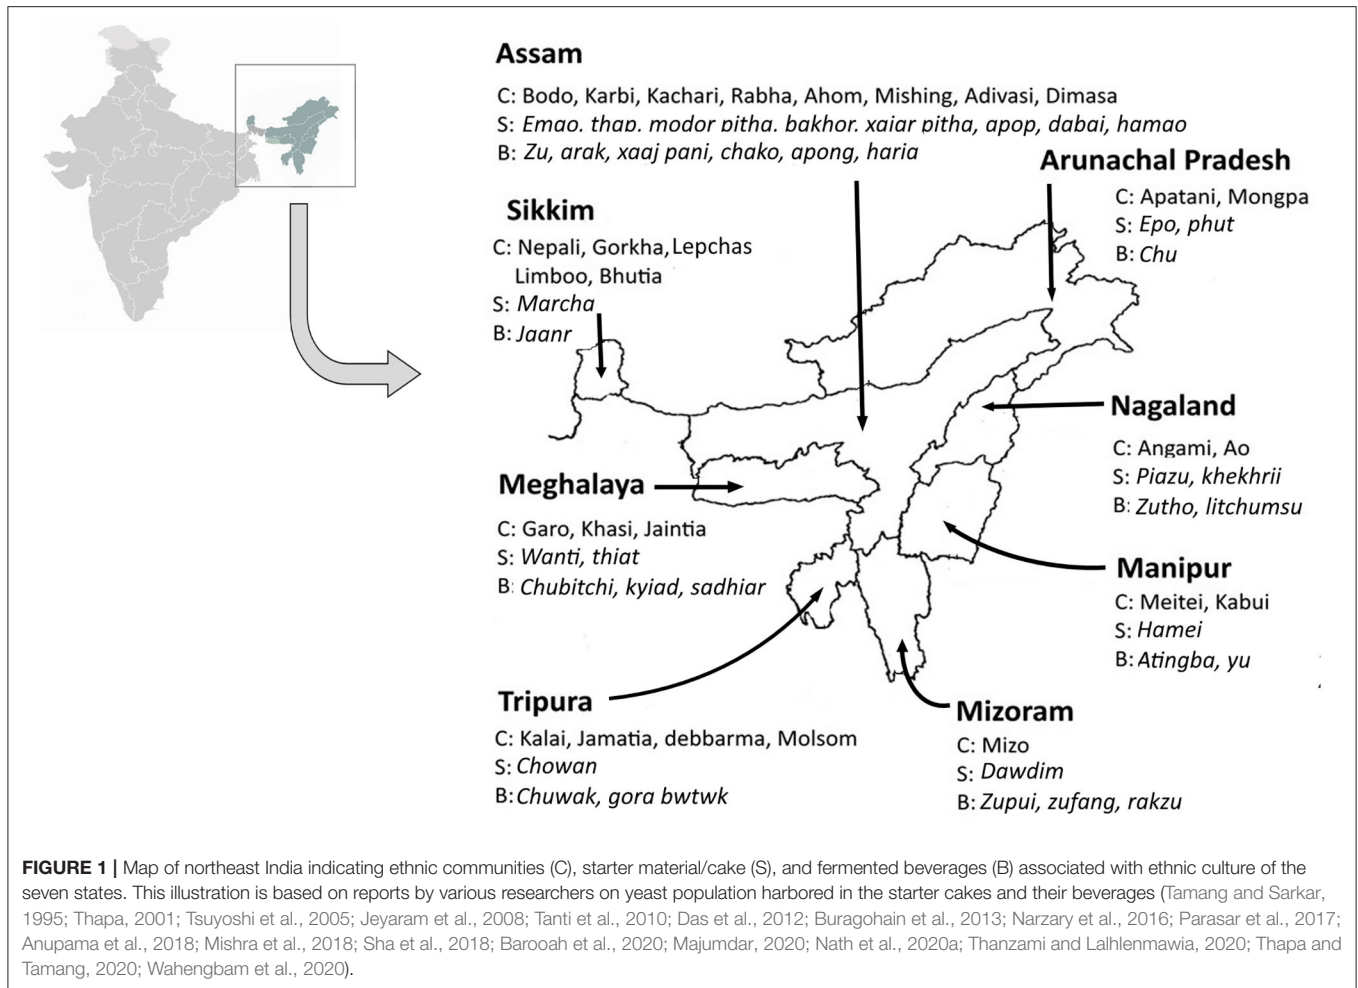 Assam
C: Bodo, Karbi, Kachari, Rabha, Ahom, Mishing, Adivasi, Dimasa
S: Emao, thap, modor pitha, bakhor, xajar pitha, apop, dabai, hamao
B: Zu, arak, xaaj pani, chako, apong, haria
Arunachal Pradesh
C: Apatani, Mongpa
S: Epo, phut
B: Chu
Sikkim
C: Nepali, Gorkha, Lepchas
Limboo, Bhutia
S: Marcha
B: Jaanr
Nagaland
C: Angami, Ao
S: Piazu, khekhrii
B: Zutho, litchumsu
Meghalaya
C: Garo, Khasi, Jaintia
S: Wanti, thiat
B: Chubitchi, kyiad, sadhiar
Manipur
C: Meitei, Kabui
S: Hamei
B: Atingba, yu
Tripura
C: Kalai, Jamatia, debbarma, Molsom
S: Chowan
B: Chuwak, gora bwtwk
Mizoram
C: Mizo
S: Dawdim
B: Zupui, zufang, rakzu
FIGURE 1 | Map of northeast India indicating ethnic communities (C), starter material/cake (S), and fermented beverages (B) associated with ethnic culture of the
seven states. This illustration is based on reports by various researchers on yeast population harbored in the starter cakes and their beverages (Tamang and Sarkar,
1995; Thapa, 2001; Tsuyoshi et al., 2005; Jeyaram et al., 2008; Tanti et al., 2010; Das et al., 2012; Buragohain et al., 2013; Narzary et al., 2016; Parasar et al., 2017;
Anupama et al., 2018; Mishra et al., 2018; Sha et al., 2018; Barooah et al., 2020; Majumdar, 2020; Nath et al., 2020a; Thanzami and Lalhlenmawia, 2020; Thapa and
Tamang, 2020; Wahengbam et al., 2020).